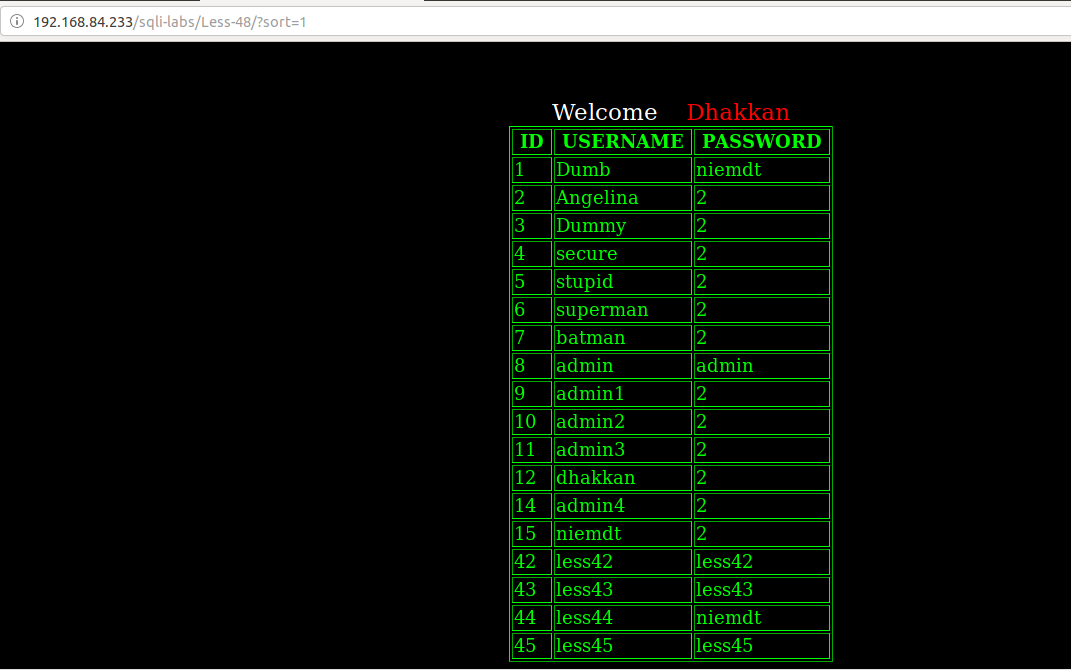 192.168.84.233/sqli-labs/Less-48/?sort=1
Welcome Dhakkan
ID USERNAME PASSWORD
1 Dumb niemdt
2 Angelina 2
3 Dummy 2
4 secure 2
5 stupid 2
6 superman 2
7 batman 2
8 admin admin
9 admin1 2
10 admin2 2
11 admin3 2
12 dhakkan 2
14 admin4 2
15 niemdt 2
42 less42 less42
43 less43 less43
44 less44 niemdt
45 less45 less45